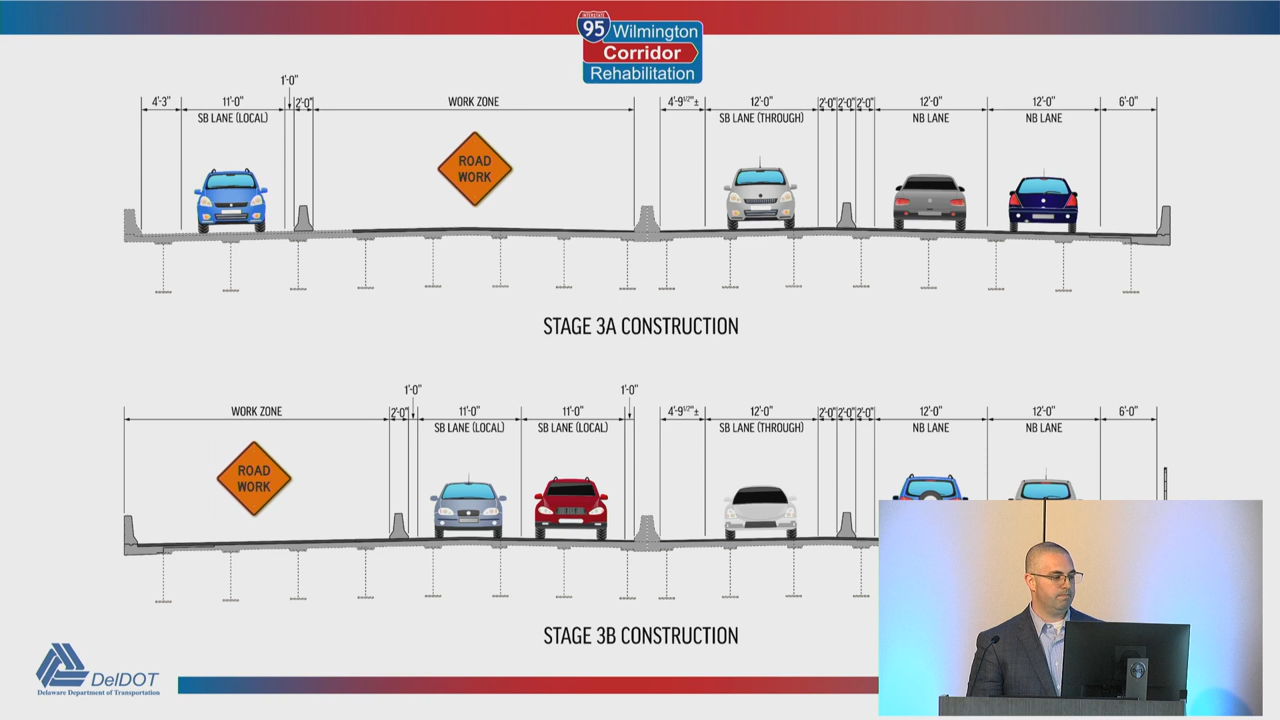 INTERSTATE
95
Wilmington
Corridor
Rehabilitation
1'-0"
4'-3" 11'-0" 2'-0" WORK ZONE 4'-9 1/2"± 12'-0" 2'-0" 2'-0" 2'-0" 12'-0" 12'-0" 6'-0"
SB LANE (LOCAL) SB LANE (THROUGH) NB LANE NB LANE
ROAD
WORK
STAGE 3A CONSTRUCTION
1'-0" 1'-0"
WORK ZONE 2'-0" 11'-0" 11'-0" 4'-9 1/2"± 12'-0" 2'-0" 2'-0" 2'-0" 12'-0" 12'-0" 6'-0"
SB LANE (LOCAL) SB LANE (LOCAL) SB LANE (THROUGH) NB LANE NB LANE
ROAD
WORK
STAGE 3B CONSTRUCTION
DelDOT
Delaware Department of Transportation